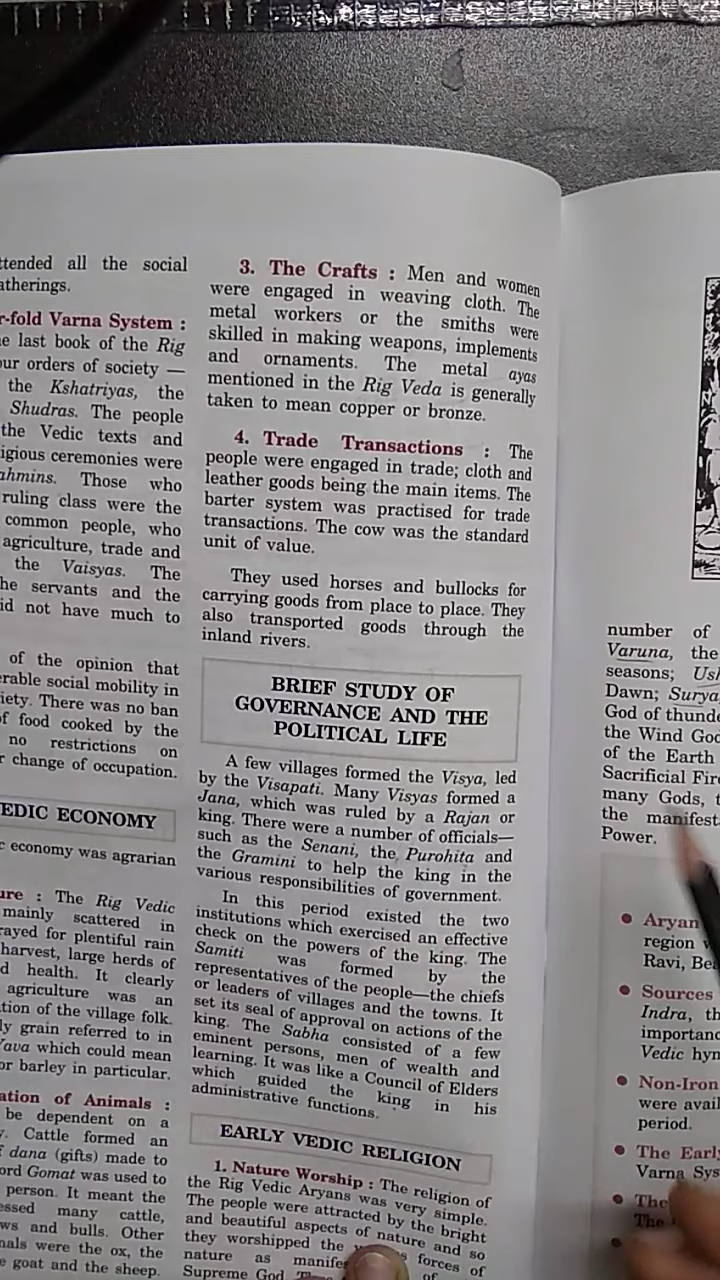 ttended all the social
atherings.
r-fold Varna System :
e last book of the Rig
our orders of society —
the Kshatriyas, the
Shudras. The people
the Vedic texts and
igious ceremonies were
ahmins. Those who
ruling class were the
common people, who
agriculture, trade and
the Vaisyas. The
he servants and the
id not have much to
of the opinion that
erable social mobility in
iety. There was no ban
f food cooked by the
no restrictions on
r change of occupation.
EDIC ECONOMY
c economy was agrarian
ure : The Rig Vedic
mainly scattered in
rayed for plentiful rain
harvest, large herds of
d health. It clearly
agriculture was an
tion of the village folk.
ly grain referred to in
Yava which could mean
or barley in particular.
ation of Animals :
be dependent on a
y. Cattle formed an
f dana (gifts) made to
ord Gomat was used to
person. It meant the
essed many cattle,
ws and bulls. Other
nals were the ox, the
e goat and the sheep.
3. The Crafts : Men and women
were engaged in weaving cloth. The
metal workers or the smiths were
skilled in making weapons, implements
and ornaments. The metal ayas
mentioned in the Rig Veda is generally
taken to mean copper or bronze.
4. Trade Transactions : The
people were engaged in trade; cloth and
leather goods being the main items. The
barter system was practised for trade
transactions. The cow was the standard
unit of value.
They used horses and bullocks for
carrying goods from place to place. They
also transported goods through the
inland rivers.
BRIEF STUDY OF
GOVERNANCE AND THE
POLITICAL LIFE
A few villages formed the Visya, led
by the Visapati. Many Visyas formed a
Jana, which was ruled by a Rajan or
king. There were a number of officials—
such as the Senani, the Purohita and
the Gramini to help the king in the
various responsibilities of government.
In this period existed the two
institutions which exercised an effective
check on the powers of the king. The
Samiti was formed by the
representatives of the people—the chiefs
or leaders of villages and the towns. It
set its seal of approval on actions of the
king. The Sabha consisted of a few
eminent persons, men of wealth and
learning. It was like a Council of Elders
which guided the king in his
administrative functions.
EARLY VEDIC RELIGION
1. Nature Worship : The religion of
the Rig Vedic Aryans was very simple.
The people were attracted by the bright
and beautiful aspects of nature and so
they worshipped the forces of
nature as manifes of
Supreme God
number of
Varuna, the
seasons; Ush
Dawn; Surya,
God of thund
the Wind God
of the Earth
Sacrificial Fire
many Gods, t
the manifest
Power.
● Aryan
region
Ravi, Bea
● Sources
Indra, th
importanc
Vedic hyn
● Non-Iron
were avail
period.
● The Early
Varna Sys
● The
The